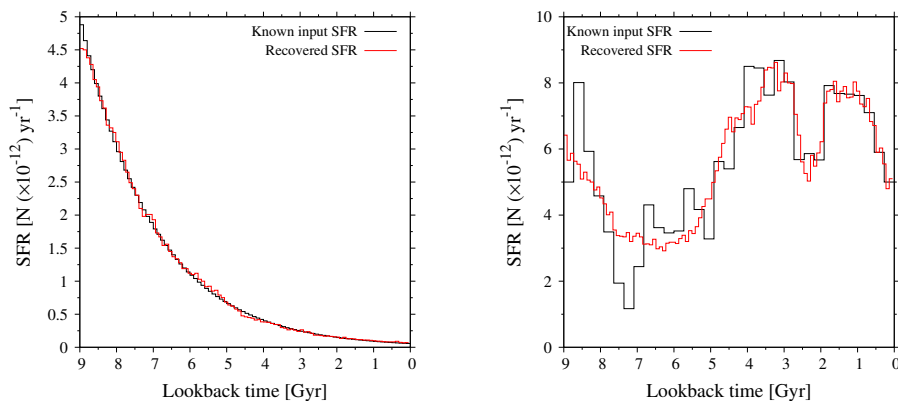 Known input SFR
Recovered SFR
SFR [N (×10⁻¹²) yr⁻¹]
5
4.5
4
3.5
3
2.5
2
1.5
1
0.5
0
9 8 7 6 5 4 3 2 1 0
Lookback time [Gyr]
Known input SFR
Recovered SFR
SFR [N (×10⁻¹²) yr⁻¹]
10
8
6
4
2
0
9 8 7 6 5 4 3 2 1 0
Lookback time [Gyr]